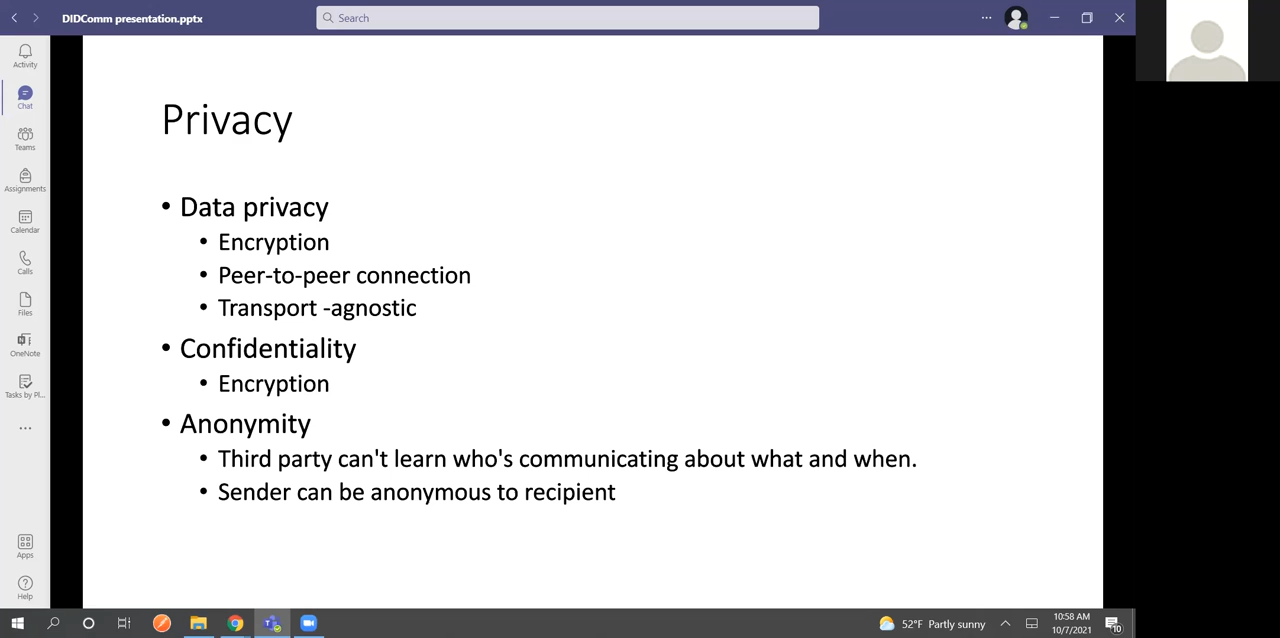 DIDComm presentation.pptx
Search
Activity
Chat
Teams
Assignments
Calendar
Calls
Files
OneNote
Tasks by Pl...
Apps
Help
Privacy
• Data privacy
• Encryption
• Peer-to-peer connection
• Transport -agnostic
• Confidentiality
• Encryption
• Anonymity
• Third party can't learn who's communicating about what and when.
• Sender can be anonymous to recipient
52°F Partly sunny
10:58 AM
10/7/2021
10